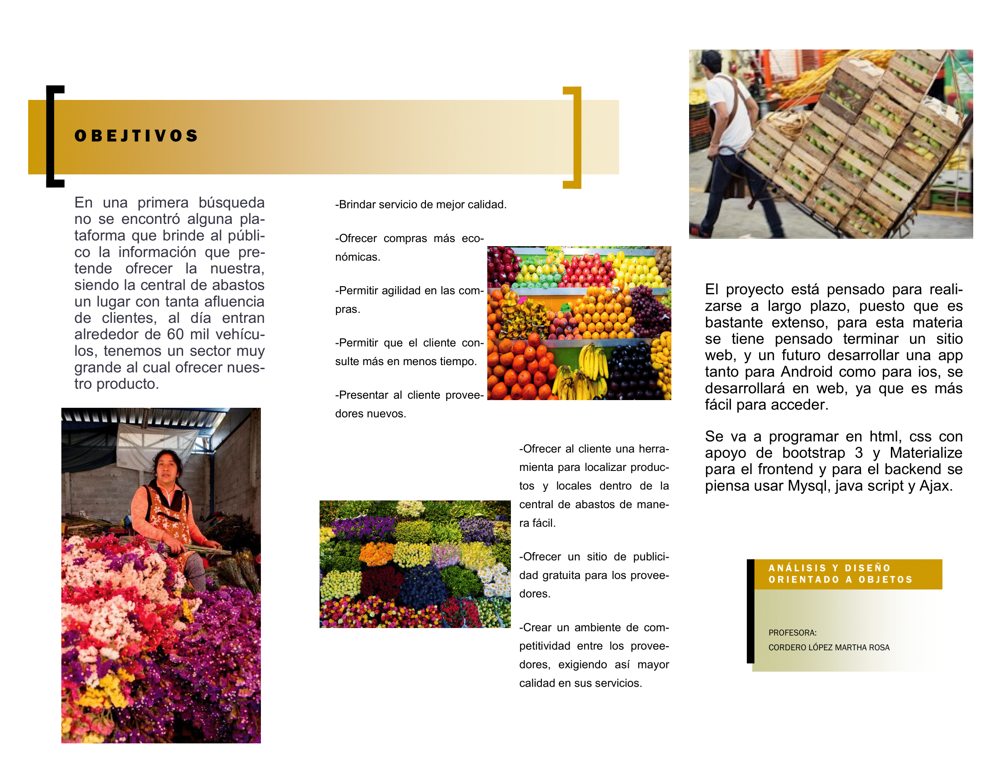 OBEJTIVOS
En una primera búsqueda
no se encontró alguna pla-
taforma que brinde al públi-
co la información que pre-
tende ofrecer la nuestra,
siendo la central de abastos
un lugar con tanta afluencia
de clientes, al día entran
alrededor de 60 mil vehícu-
los, tenemos un sector muy
grande al cual ofrecer nues-
tro producto.
-Brindar servicio de mejor calidad.
-Ofrecer compras más eco-
nómicas.
-Permitir agilidad en las com-
pras.
-Permitir que el cliente con-
sulte más en menos tiempo.
-Presentar al cliente provee-
dores nuevos.
-Ofrecer al cliente una herra-
mienta para localizar produc-
tos y locales dentro de la
central de abastos de mane-
ra fácil.
-Ofrecer un sitio de publici-
dad gratuita para los provee-
dores.
-Crear un ambiente de com-
petitividad entre los provee-
dores, exigiendo así mayor
calidad en sus servicios.
El proyecto está pensado para reali-
zarse a largo plazo, puesto que es
bastante extenso, para esta materia
se tiene pensado terminar un sitio
web, y un futuro desarrollar una app
tanto para Android como para ios, se
desarrollará en web, ya que es más
fácil para acceder.
Se va a programar en html, css con
apoyo de bootstrap 3 y Materialize
para el frontend y para el backend se
piensa usar Mysql, java script y Ajax.
ANÁLISIS Y DISEÑO
ORIENTADO A OBJETOS
PROFESORA:
CORDERO LÓPEZ MARTHA ROSA